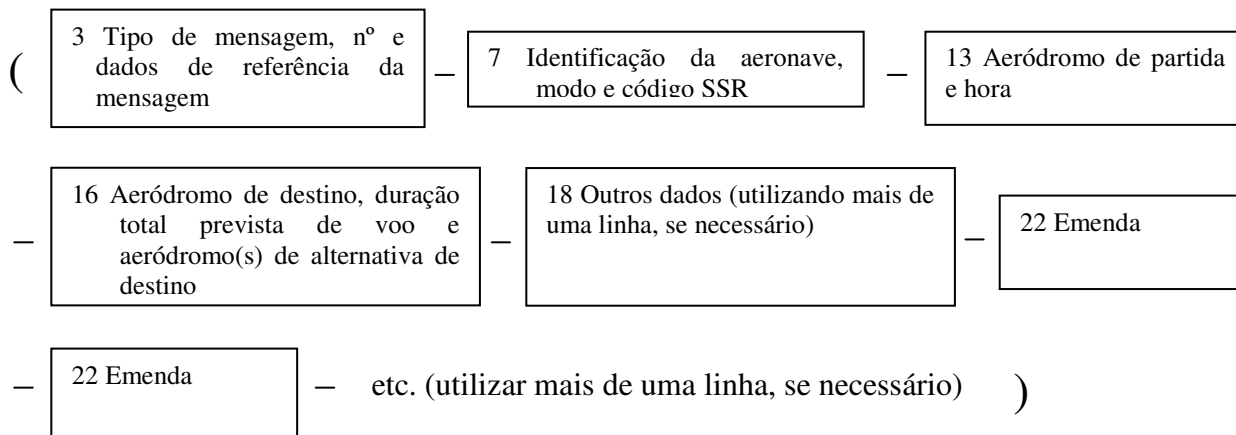 ( 3 Tipo de mensagem, nº e
dados de referência da
mensagem
– 7 Identificação da aeronave,
modo e código SSR
– 13 Aeródromo de partida
e hora
– 16 Aeródromo de destino, duração
total prevista de voo e
aeródromo(s) de alternativa de
destino
– 18 Outros dados (utilizando mais de
uma linha, se necessário)
– 22 Emenda
– 22 Emenda
– etc. (utilizar mais de uma linha, se necessário) )